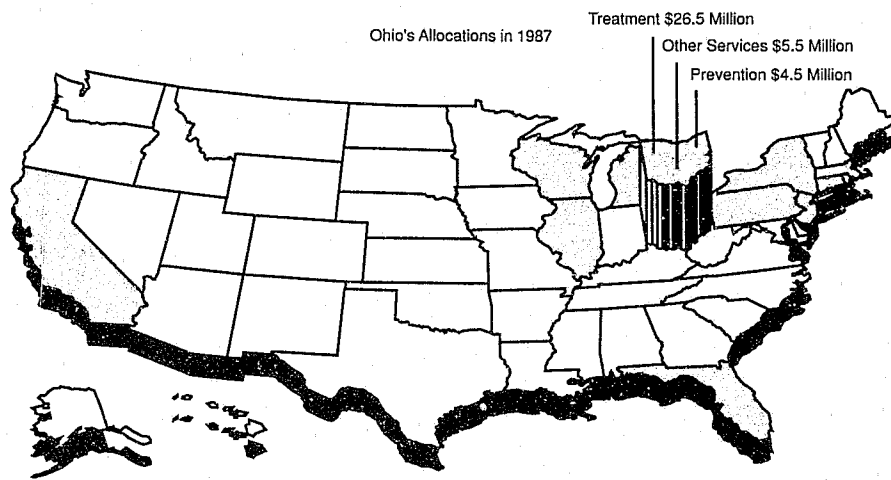 Ohio's Allocations in 1987
Treatment $26.5 Million
Other Services $5.5 Million
Prevention $4.5 Million